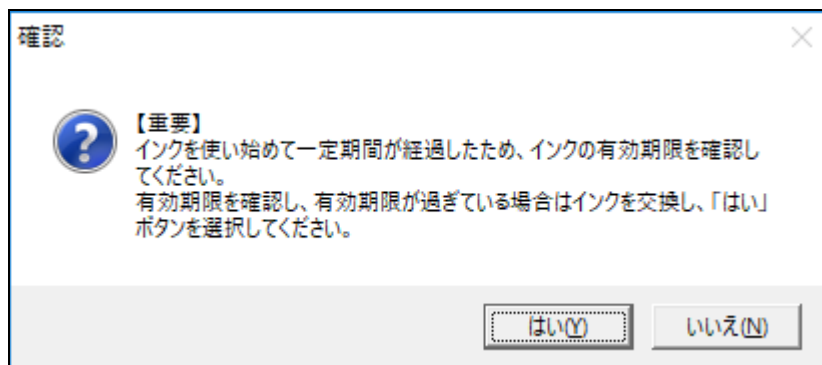 確認
【重要】
インクを使い始めて一定期間が経過したため、インクの有効期限を確認し
てください。
有効期限を確認し、有効期限が過ぎている場合はインクを交換し、「はい」
ボタンを選択してください。
はい(Y)
いいえ(N)